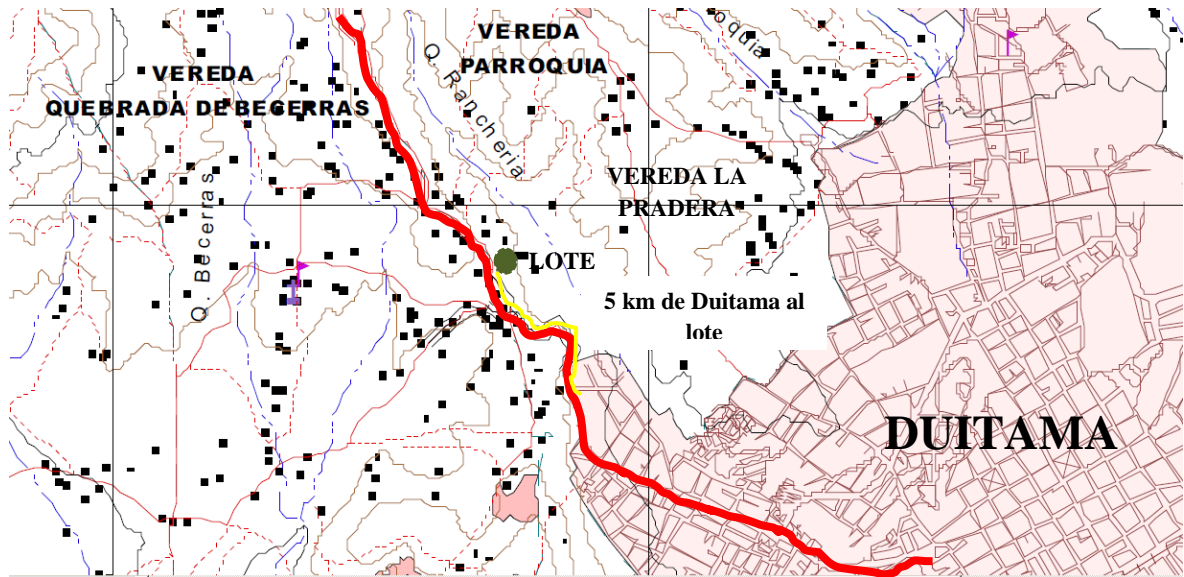 VEREDA
PARROQUIA
VEREDA
QUEBRADA DE BECERRAS
Q. Rancheria
oquia
Q. Becerras
VEREDA LA
PRADERA
LOTE
5 km de Duitama al
lote
DUITAMA